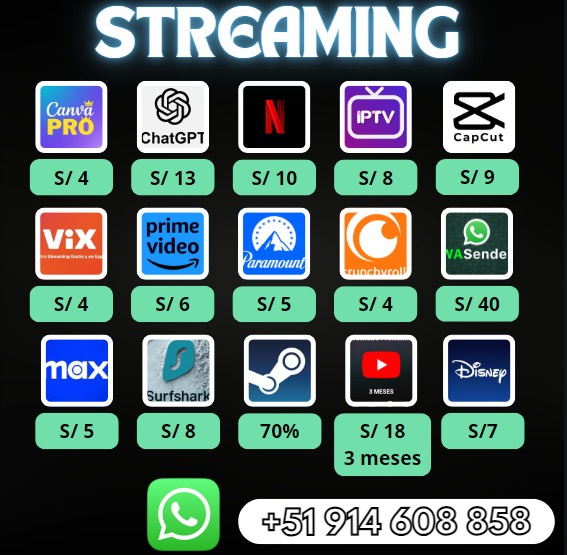 STREAMING
Canva
PRO
ChatGPT
N
iPTV
CapCut
S/ 4
S/ 13
S/ 10
S/ 8
S/ 9
ViX
prime
video
Paramount
crunchyroll
WASende
S/ 4
S/ 6
S/ 5
S/ 4
S/ 40
max
Surfshark
3 MESES
DISNEY
S/ 5
S/ 8
70%
S/ 18
3 meses
S/7
+51 914 608 858